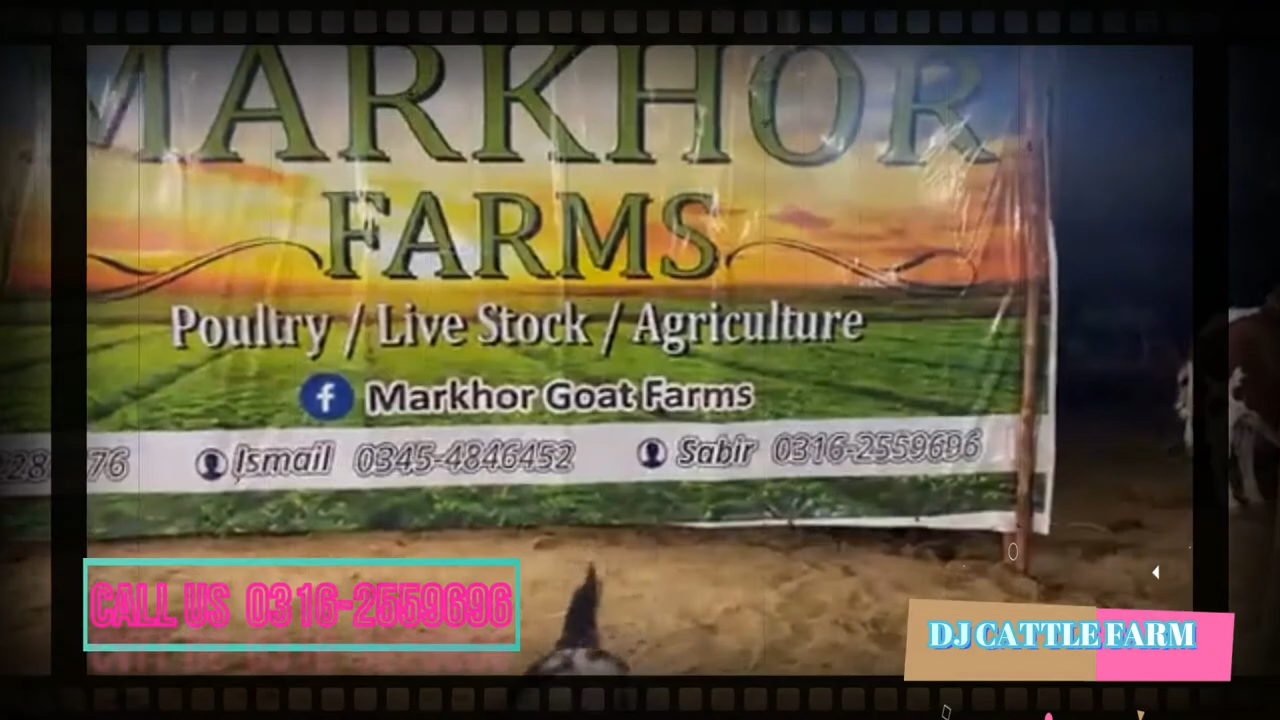 MARKHOR
FARMS
Poultry / Live Stock / Agriculture
Markhor Goat Farms
Ismail 0345-4846452 Sabir 0316-2559696
CALL US 0316-2559696
DJ CATTLE FARM